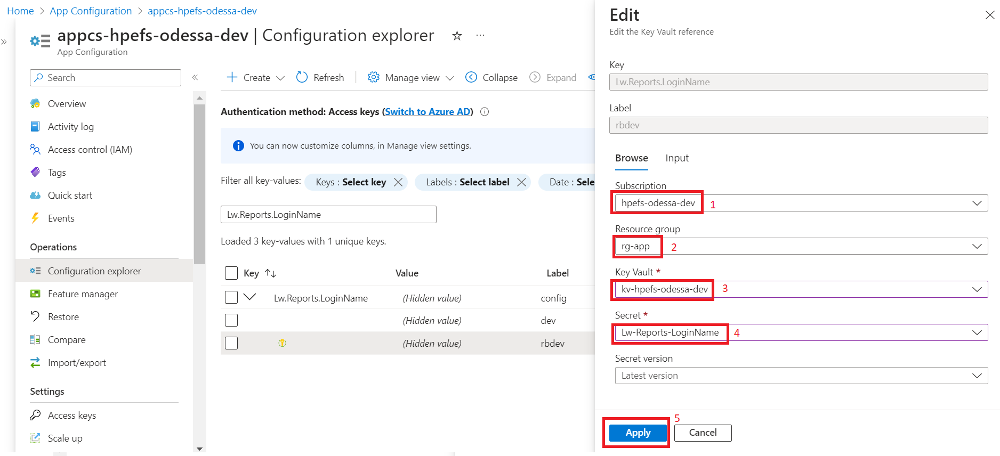 Home > App Configuration > appcs-hpefs-odessa-dev
appcs-hpefs-odessa-dev | Configuration explorer
App Configuration
Search
Overview
Activity log
Access control (IAM)
Tags
Quick start
Events
Operations
Configuration explorer
Feature manager
Restore
Compare
Import/export
Settings
Access keys
Scale up
Create
Refresh
Manage view
Collapse
Expand
Authentication method: Access keys (Switch to Azure AD)
You can now customize columns, in Manage view settings.
Filter all key-values: Keys : Select key Labels : Select label Date : Sele
Lw.Reports.LoginName
Loaded 3 key-values with 1 unique keys.
Key Value Label
Lw.Reports.LoginName (Hidden value) config
(Hidden value) dev
(Hidden value) rbdev
Edit
Edit the Key Vault reference
Key
Lw.Reports.LoginName
Label
rbdev
Browse Input
Subscription
hpefs-odessa-dev 1
Resource group
rg-app 2
Key Vault *
kv-hpefs-odessa-dev 3
Secret *
Lw-Reports-LoginName 4
Secret version
Latest version
5
Apply Cancel